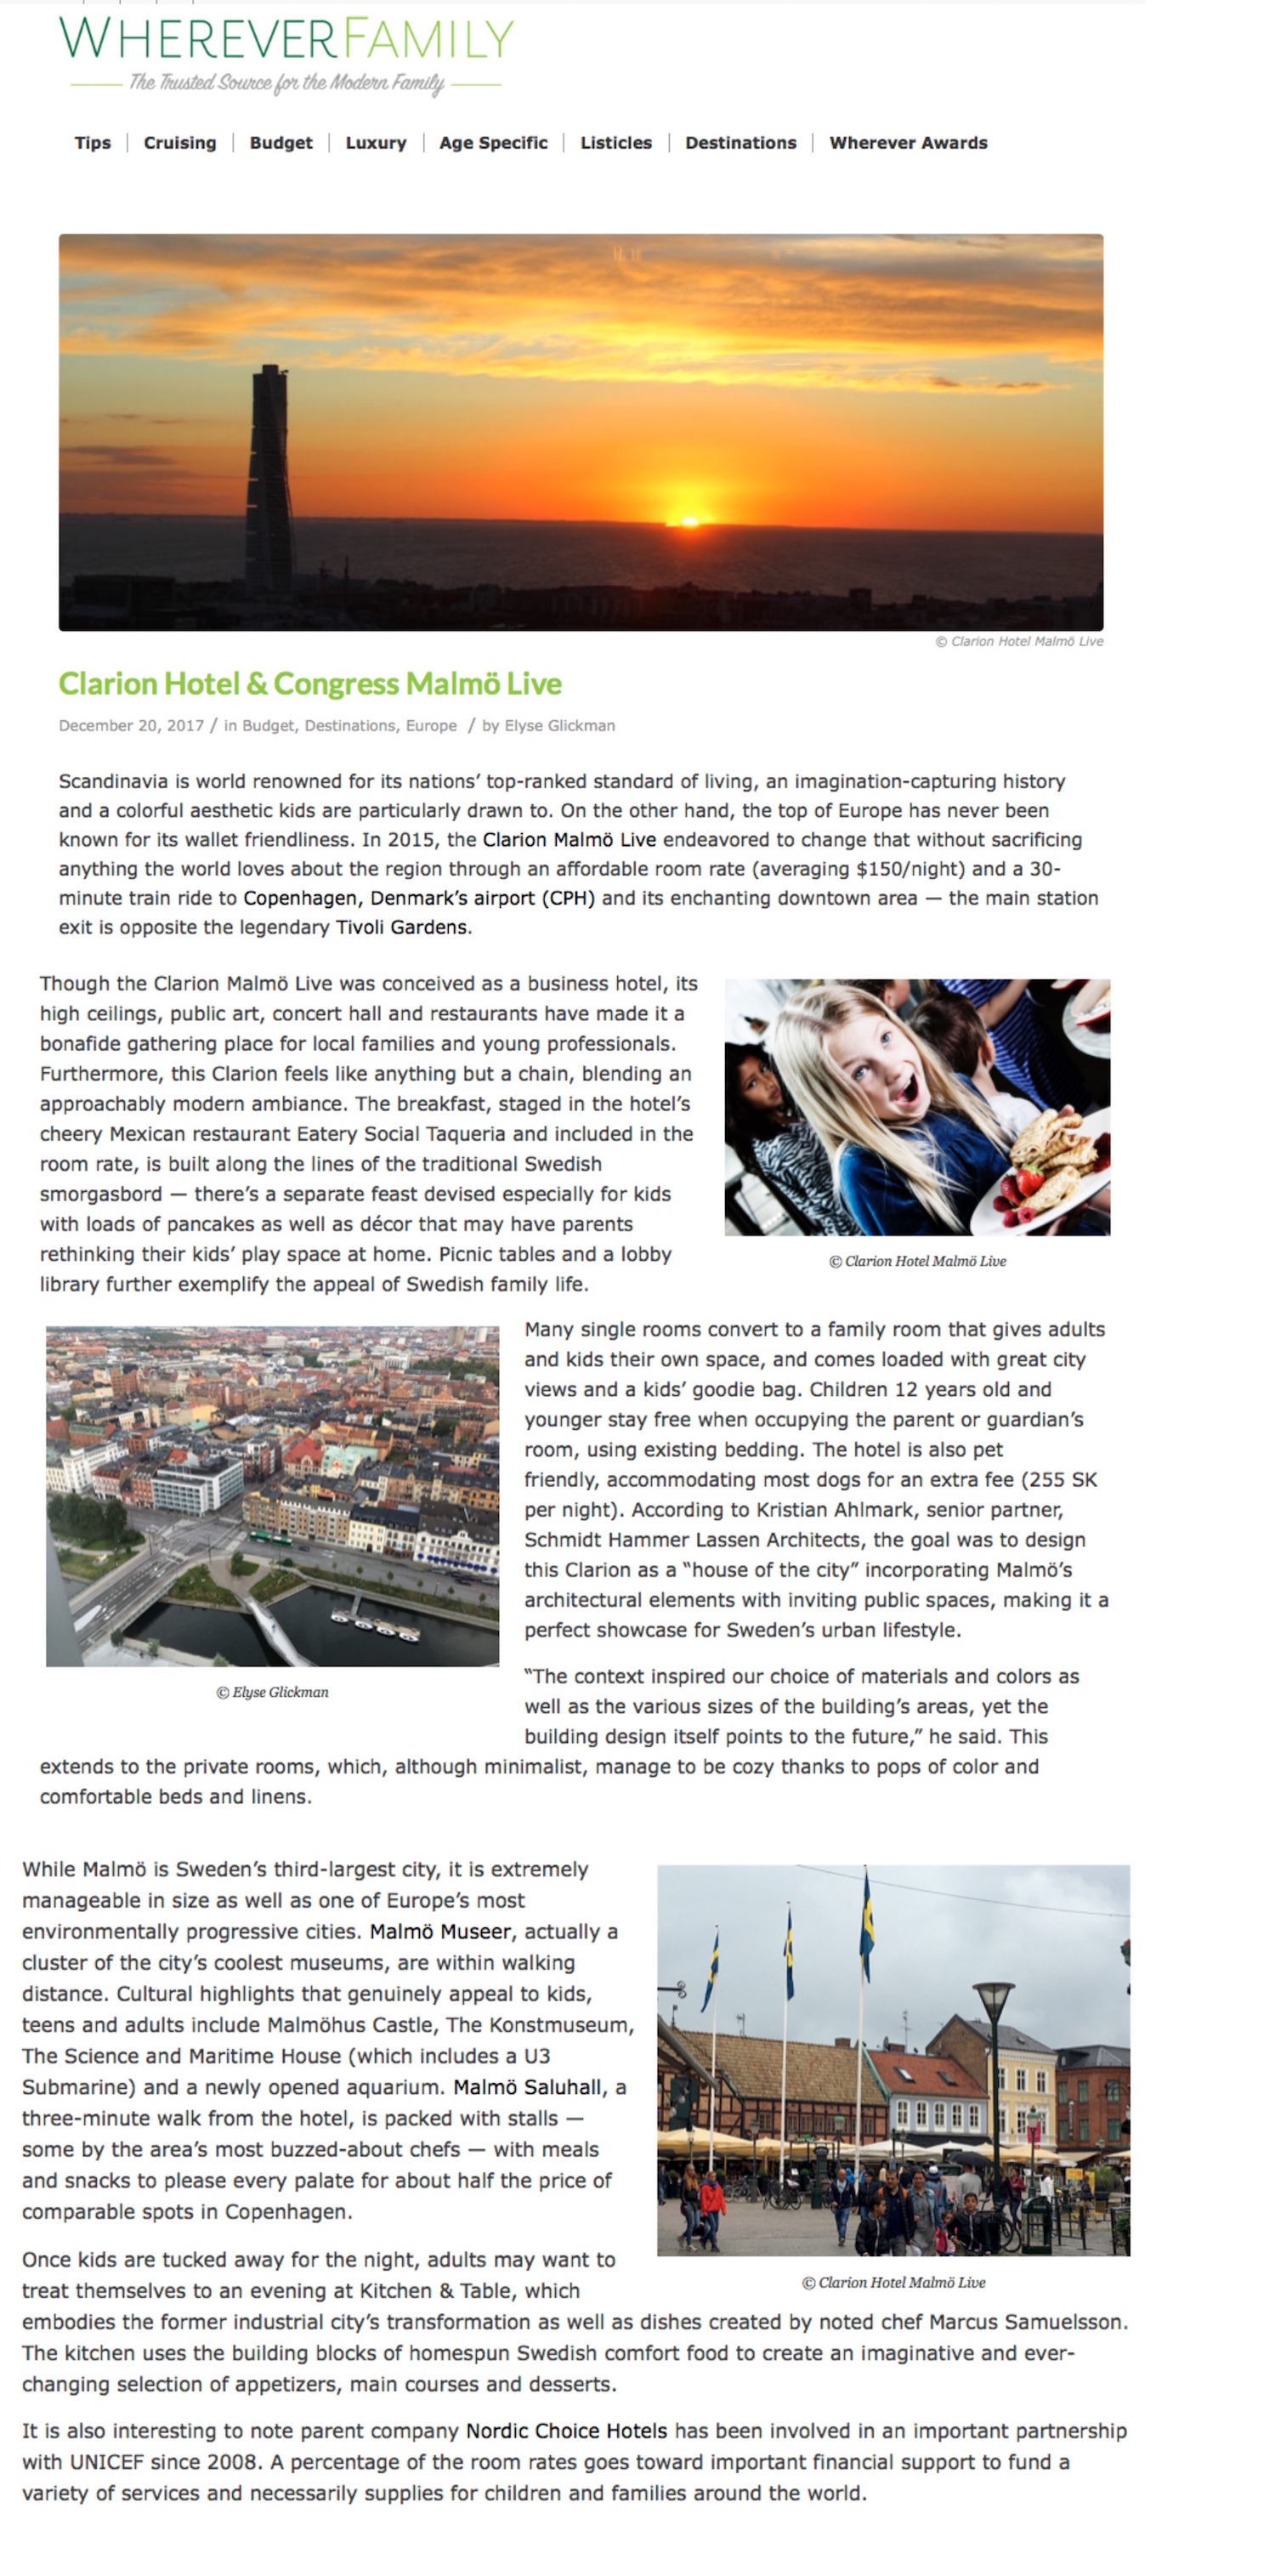 WHEREVERFAMILY
The Trusted Source for the Modern Family
Tips | Cruising | Budget | Luxury | Age Specific | Listicles | Destinations | Wherever Awards
© Clarion Hotel Malmö Live
Clarion Hotel & Congress Malmö Live
December 20, 2017 / in Budget, Destinations, Europe / by Elyse Glickman
Scandinavia is world renowned for its nations’ top-ranked standard of living, an imagination-capturing history
and a colorful aesthetic kids are particularly drawn to. On the other hand, the top of Europe has never been
known for its wallet friendliness. In 2015, the Clarion Malmö Live endeavored to change that without sacrificing
anything the world loves about the region through an affordable room rate (averaging $150/night) and a 30-
minute train ride to Copenhagen, Denmark’s airport (CPH) and its enchanting downtown area — the main station
exit is opposite the legendary Tivoli Gardens.
Though the Clarion Malmö Live was conceived as a business hotel, its
high ceilings, public art, concert hall and restaurants have made it a
bonafide gathering place for local families and young professionals.
Furthermore, this Clarion feels like anything but a chain, blending an
approachably modern ambiance. The breakfast, staged in the hotel’s
cheery Mexican restaurant Eatery Social Taqueria and included in the
room rate, is built along the lines of the traditional Swedish
smorgasbord — there’s a separate feast devised especially for kids
with loads of pancakes as well as décor that may have parents
rethinking their kids’ play space at home. Picnic tables and a lobby
library further exemplify the appeal of Swedish family life.
© Clarion Hotel Malmö Live
Many single rooms convert to a family room that gives adults
and kids their own space, and comes loaded with great city
views and a kids’ goodie bag. Children 12 years old and
younger stay free when occupying the parent or guardian’s
room, using existing bedding. The hotel is also pet
friendly, accommodating most dogs for an extra fee (255 SK
per night). According to Kristian Ahlmark, senior partner,
Schmidt Hammer Lassen Architects, the goal was to design
this Clarion as a “house of the city” incorporating Malmö’s
architectural elements with inviting public spaces, making it a
perfect showcase for Sweden’s urban lifestyle.
© Elyse Glickman
“The context inspired our choice of materials and colors as
well as the various sizes of the building’s areas, yet the
building design itself points to the future,” he said. This
extends to the private rooms, which, although minimalist, manage to be cozy thanks to pops of color and
comfortable beds and linens.
While Malmö is Sweden’s third-largest city, it is extremely
manageable in size as well as one of Europe’s most
environmentally progressive cities. Malmö Museer, actually a
cluster of the city’s coolest museums, are within walking
distance. Cultural highlights that genuinely appeal to kids,
teens and adults include Malmöhus Castle, The Konstmuseum,
The Science and Maritime House (which includes a U3
Submarine) and a newly opened aquarium. Malmö Saluhall, a
three-minute walk from the hotel, is packed with stalls —
some by the area’s most buzzed-about chefs — with meals
and snacks to please every palate for about half the price of
comparable spots in Copenhagen.
© Clarion Hotel Malmö Live
Once kids are tucked away for the night, adults may want to
treat themselves to an evening at Kitchen & Table, which
embodies the former industrial city’s transformation as well as dishes created by noted chef Marcus Samuelsson.
The kitchen uses the building blocks of homespun Swedish comfort food to create an imaginative and ever-
changing selection of appetizers, main courses and desserts.
It is also interesting to note parent company Nordic Choice Hotels has been involved in an important partnership
with UNICEF since 2008. A percentage of the room rates goes toward important financial support to fund a
variety of services and necessarily supplies for children and families around the world.